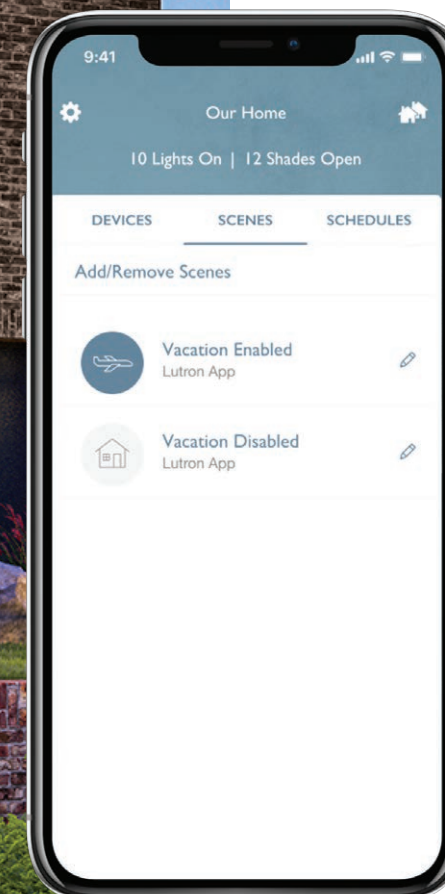 9:41
Our Home
10 Lights On | 12 Shades Open
DEVICES SCENES SCHEDULES
Add/Remove Scenes
Vacation Enabled
Lutron App
Vacation Disabled
Lutron App